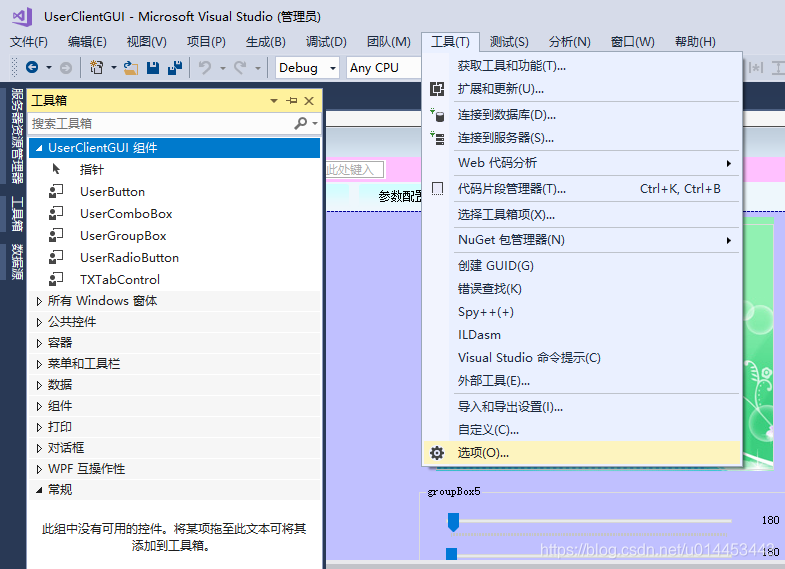 UserClientGUI - Microsoft Visual Studio (管理员)
文件(F) 编辑(E) 视图(V) 项目(P) 生成(B) 调试(D) 团队(M) 工具(T) 测试(S) 分析(N) 窗口(W) 帮助(H)
Debug Any CPU
服务器资源管理器
工具箱
数据源
工具箱
搜索工具箱
UserClientGUI 组件
指针
UserButton
UserComboBox
UserGroupBox
UserRadioButton
TXTabControl
所有 Windows 窗体
公共控件
容器
菜单和工具栏
数据
组件
打印
对话框
WPF 互操作性
常规
此组中没有可用的控件。将某项拖至此文本可将其
添加到工具箱。
此处键入
参数配置
获取工具和功能(T)...
扩展和更新(U)...
连接到数据库(D)...
连接到服务器(S)...
Web 代码分析
代码片段管理器(T)... Ctrl+K, Ctrl+B
选择工具箱项(X)...
NuGet 包管理器(N)
创建 GUID(G)
错误查找(K)
Spy++(+)
ILDasm
Visual Studio 命令提示(C)
外部工具(E)...
导入和导出设置(I)...
自定义(C)...
选项(O)...
groupBox5
180
180
https://blog.csdn.net/u014453443